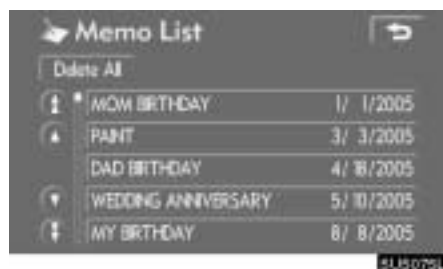 Memo List
Delete All
MOM BIRTHDAY 1/ 1/2005
PAINT 3/ 3/2005
DAD BIRTHDAY 4/18/2005
WEDDING ANNIVERSARY 5/10/2005
MY BIRTHDAY 8/ 8/2005
5U5075I